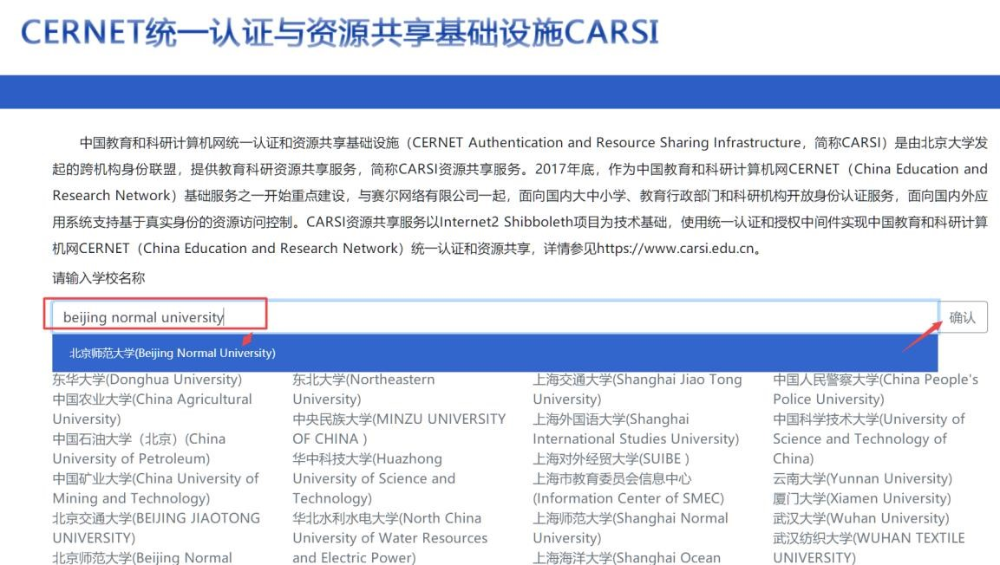 CERNET统一认证与资源共享基础设施CARSI
中国教育和科研计算机网统一认证和资源共享基础设施（CERNET Authentication and Resource Sharing Infrastructure，简称CARSI）是由北京大学发
起的跨机构身份联盟，提供教育科研资源共享服务，简称CARSI资源共享服务。2017年底，作为中国教育和科研计算机网CERNET（China Education and
Research Network）基础服务之一开始重点建设，与赛尔网络有限公司一起，面向国内大中小学、教育行政部门和科研机构开放身份认证服务，面向国内外应
用系统支持基于真实身份的资源访问控制。CARSI资源共享服务以Internet2 Shibboleth项目为技术基础，使用统一认证和授权中间件实现中国教育和科研计算
机网CERNET（China Education and Research Network）统一认证和资源共享，详情参见https://www.carsi.edu.cn。
请输入学校名称
beijing normal university
确认
北京师范大学(Beijing Normal University)
东华大学(Donghua University)
中国农业大学(China Agricultural
University)
中国石油大学（北京）(China
University of Petroleum)
中国矿业大学(China University of
Mining and Technology)
北京交通大学(BEIJING JIAOTONG
UNIVERSITY)
北京师范大学(Beijing Normal
东北大学(Northeastern
University)
中央民族大学(MINZU UNIVERSITY
OF CHINA )
华中科技大学(Huazhong
University of Science and
Technology)
华北水利水电大学(North China
University of Water Resources
and Electric Power)
上海交通大学(Shanghai Jiao Tong
University)
上海外国语大学(Shanghai
International Studies University)
上海对外经贸大学(SUIBE )
上海市教育委员会信息中心
(Information Center of SMEC)
上海师范大学(Shanghai Normal
University)
上海海洋大学(Shanghai Ocean
中国人民警察大学(China People's
Police University)
中国科学技术大学(University of
Science and Technology of
China)
云南大学(Yunnan University)
厦门大学(Xiamen University)
武汉大学(Wuhan University)
武汉纺织大学(WUHAN TEXTILE
UNIVERSITY)